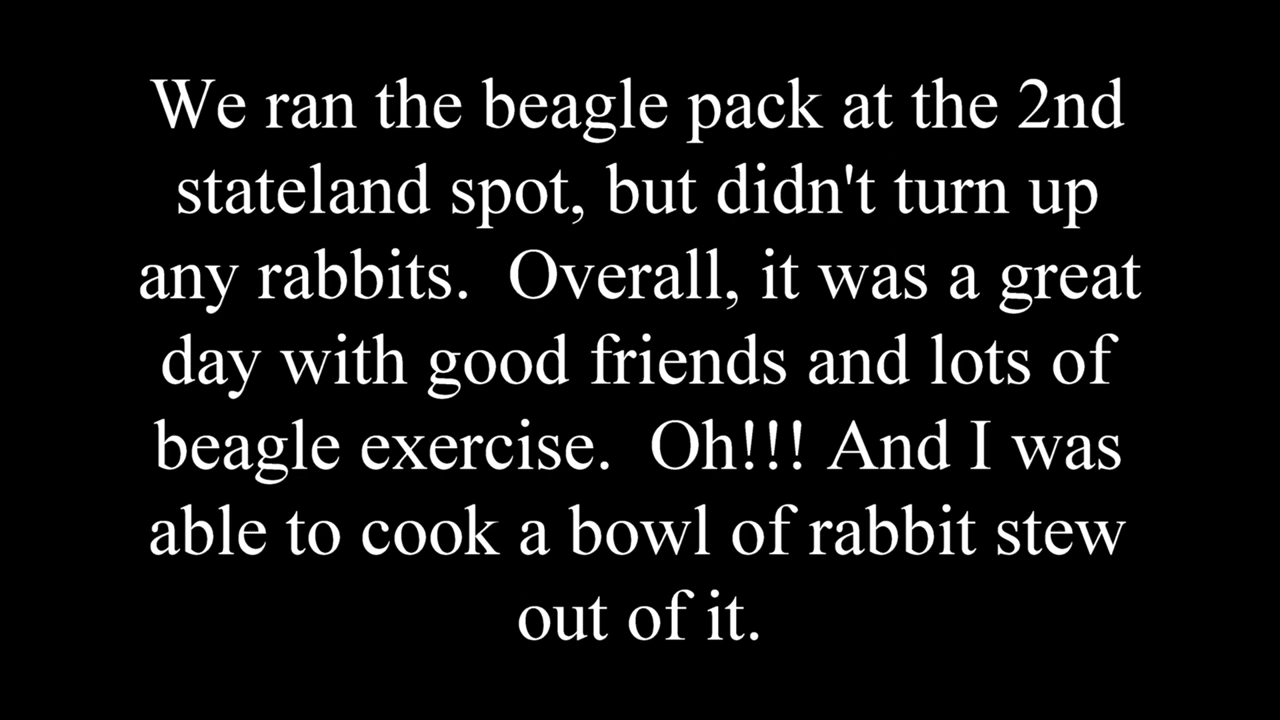 We ran the beagle pack at the 2nd
stateland spot, but didn't turn up
any rabbits.  Overall, it was a great
day with good friends and lots of
beagle exercise.  Oh!!! And I was
able to cook a bowl of rabbit stew
out of it.